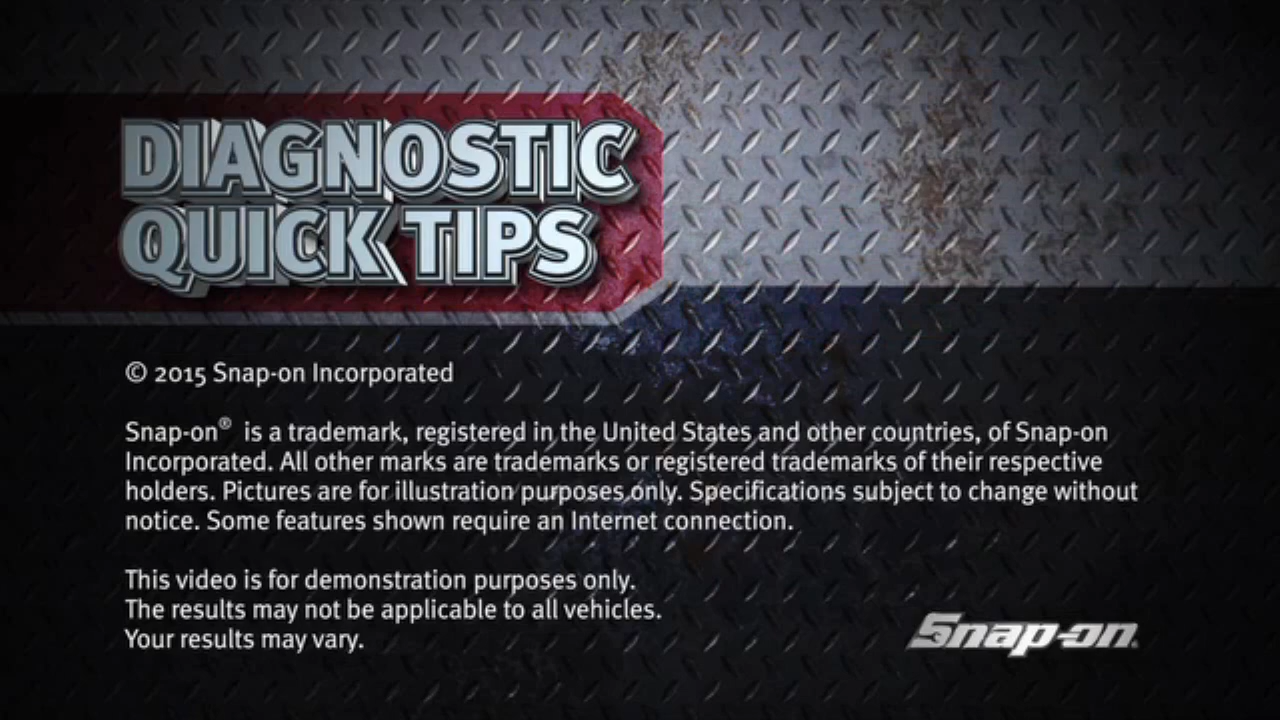 DIAGNOSTIC
QUICK TIPS
© 2015 Snap-on Incorporated
Snap-on® is a trademark, registered in the United States and other countries, of Snap-on
Incorporated. All other marks are trademarks or registered trademarks of their respective
holders. Pictures are for illustration purposes only. Specifications subject to change without
notice. Some features shown require an Internet connection.
This video is for demonstration purposes only.
The results may not be applicable to all vehicles.
Your results may vary.
Snap-on